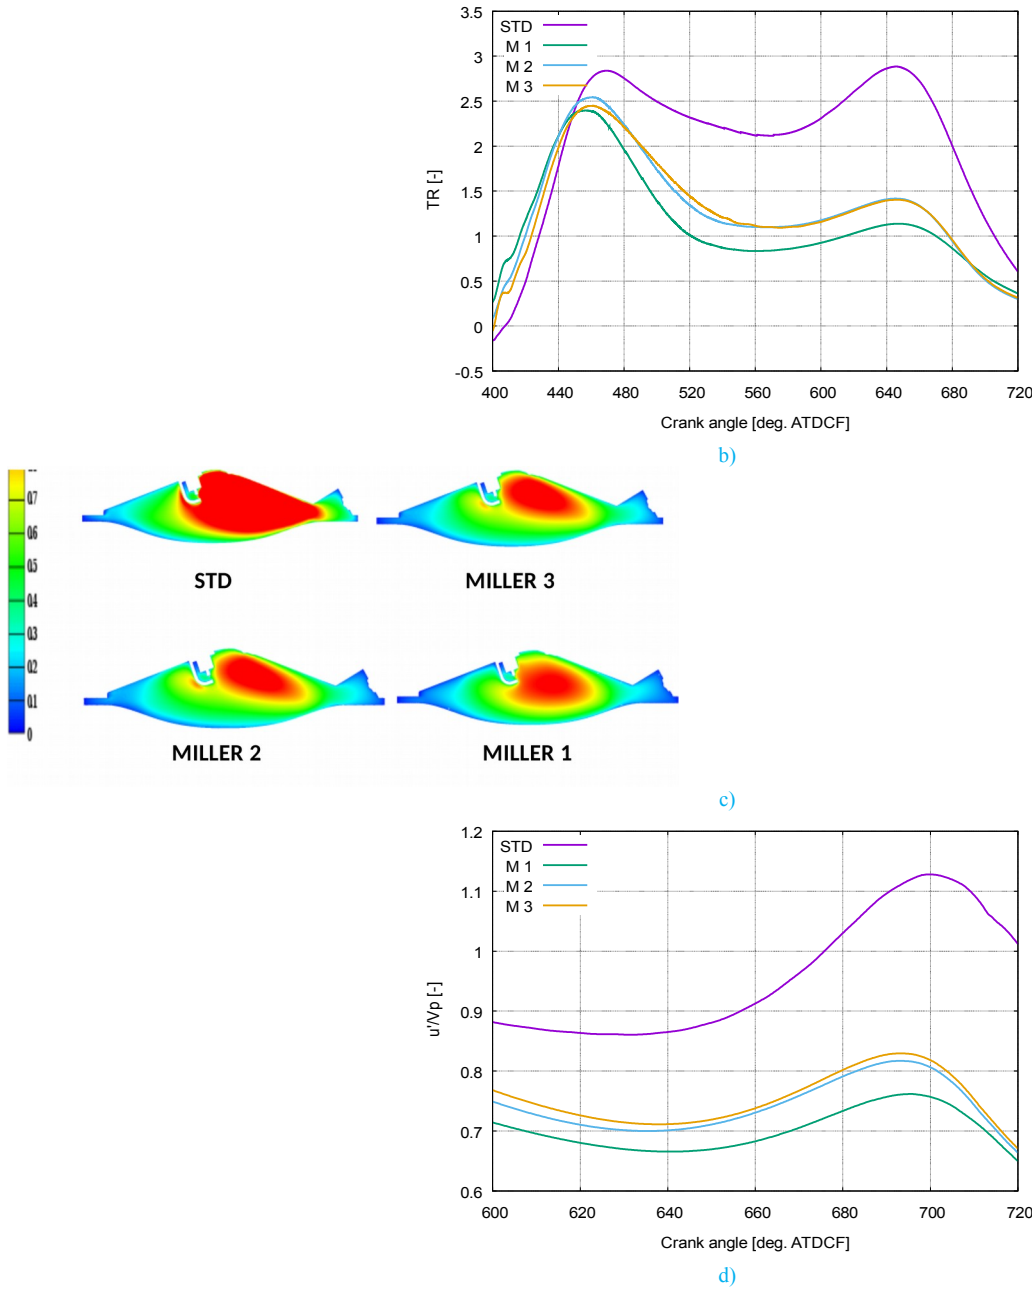 3.5
STD
M 1
M 2
M 3
3
2.5
2
1.5
1
0.5
0
-0.5
TR [-]
400 440 480 520 560 600 640 680 720
Crank angle [deg. ATDCF]
b)
0.7
0.6
0.5
0.4
0.3
0.2
0.1
0
STD
MILLER 3
MILLER 2
MILLER 1
c)
1.2
STD
M 1
M 2
M 3
1.1
1
0.9
0.8
0.7
0.6
u'/Vp [-]
600 620 640 660 680 700 720
Crank angle [deg. ATDCF]
d)